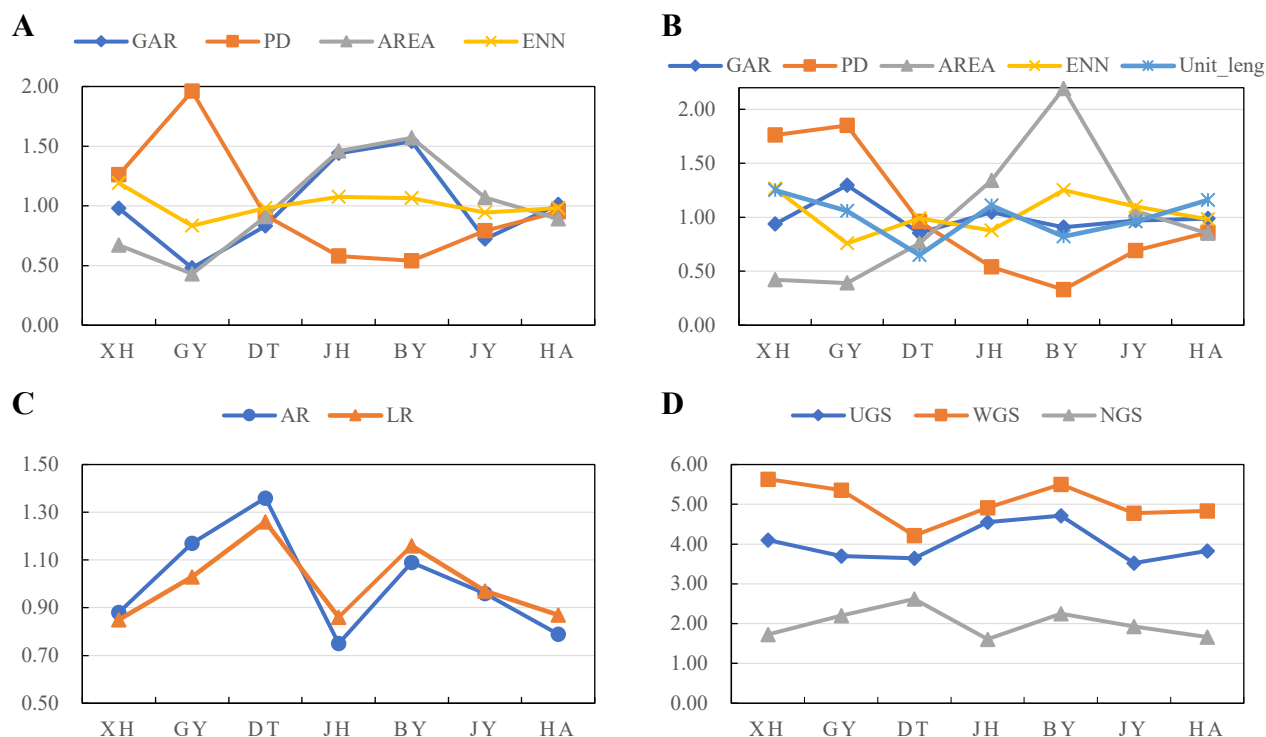 A
GAR PD AREA ENN
2.00
1.50
1.00
0.50
0.00
XH GY DT JH BY JY HA
B
GAR PD AREA ENN Unit_leng
2.00
1.50
1.00
0.50
0.00
XH GY DT JH BY JY HA
C
AR LR
1.50
1.30
1.10
0.90
0.70
0.50
XH GY DT JH BY JY HA
D
UGS WGS NGS
6.00
5.00
4.00
3.00
2.00
1.00
0.00
XH GY DT JH BY JY HA